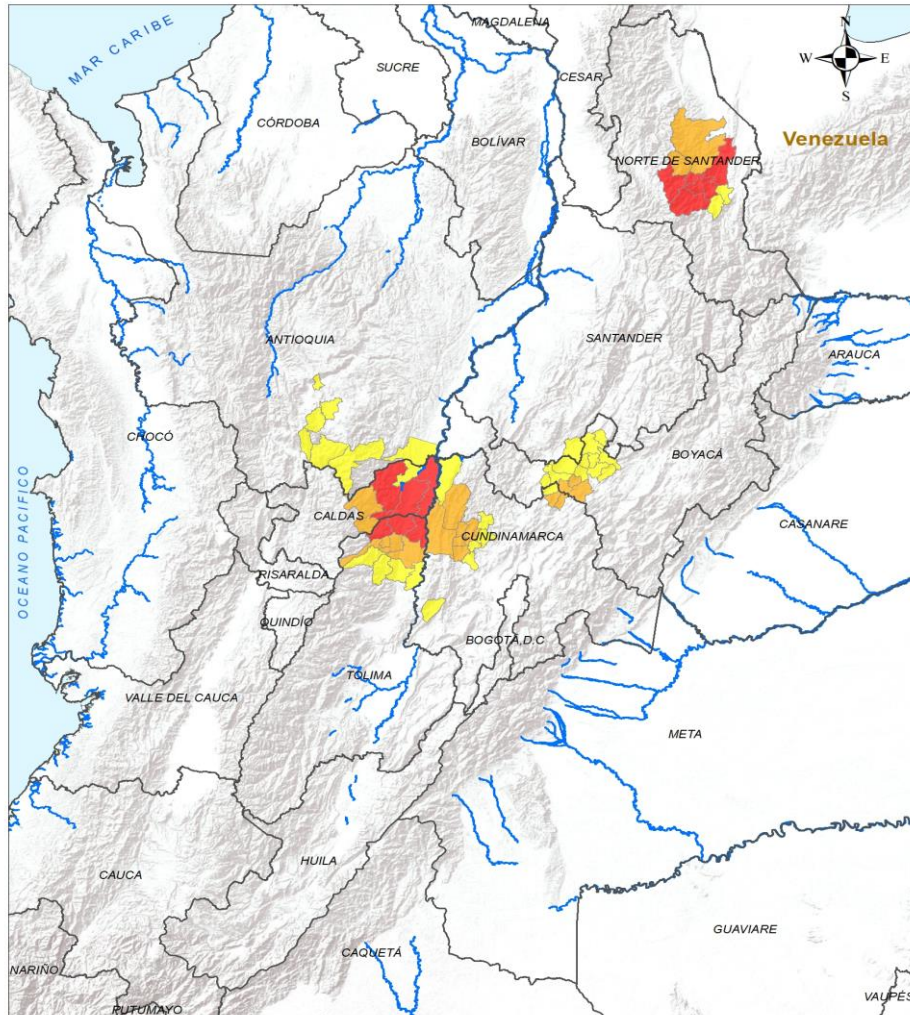 MAGDALENA
N
MAR CARIBE
W
E
SUCRE
CESAR
S
CÓRDOBA
BOLÍVAR
Venezuela
NORTE DE SANTANDER
ANTIOQUIA
SANTANDER
ARAUCA
CHOCÓ
BOYACÁ
CALDAS
CASANARE
CUNDINAMARCA
OCEANO PACIFICO
RISARALDA
QUINDÍO
BOGOTÁ,D.C
TOLIMA
VALLE DEL CAUCA
META
CAUCA
HUILA
GUAVIARE
CAQUETÁ
NARIÑO
VAUPÉS
PUTUMAYO